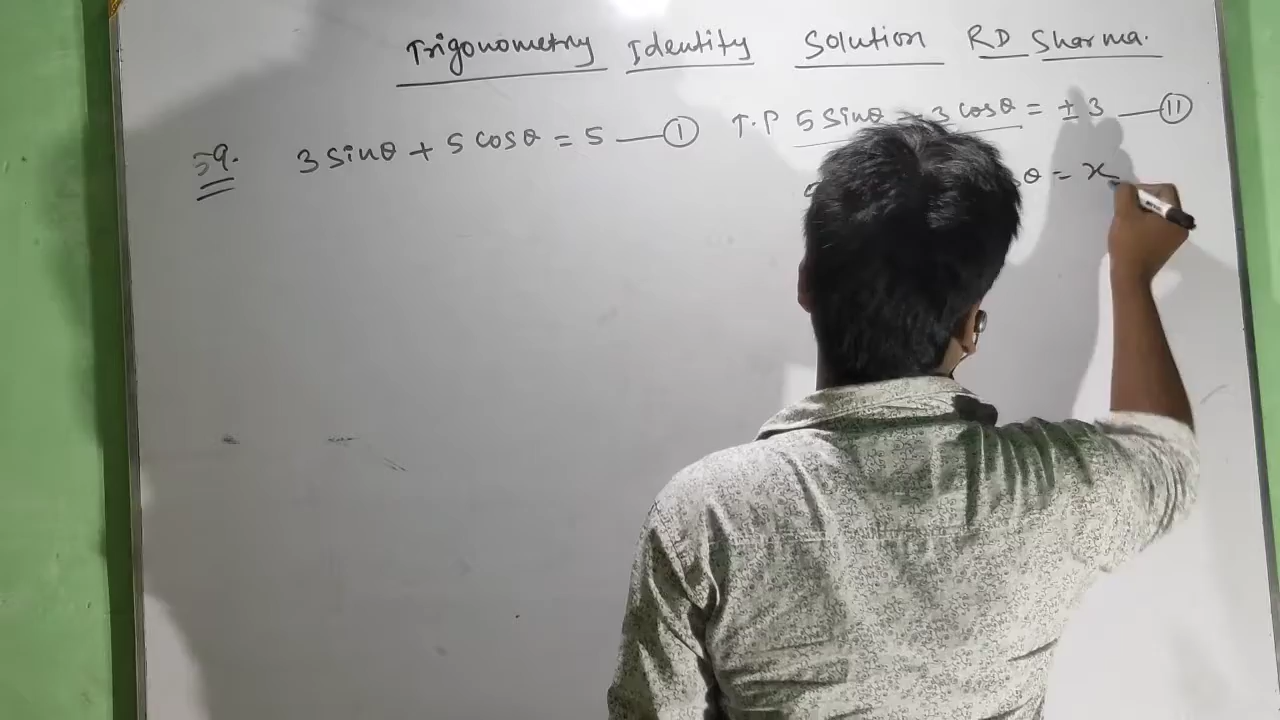 Trigonometry Identity Solution RD Sharma.
59. 3 sinθ + 5 cosθ = 5 —— ① T.P 5 sinθ - 3 cosθ = ± 3 —— ⑪
θ = x